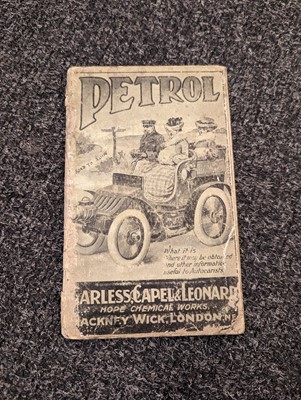 PETROL
What it is
Where it may be obtained
and other information
useful to Autocarists
CARLESS, CAPEL & LEONARD
HOPE CHEMICAL WORKS.
HACKNEY WICK, LONDON, N.E.